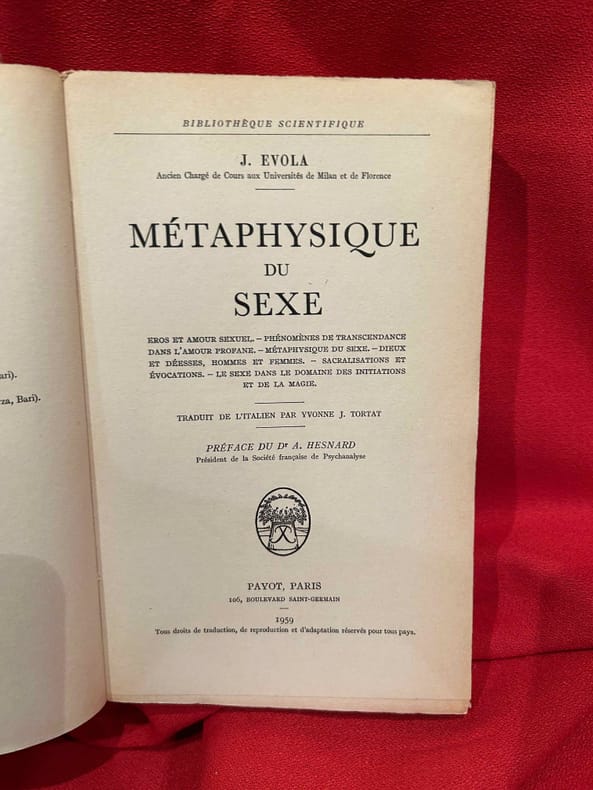 ari).
rza, Bari).
BIBLIOTHÈQUE SCIENTIFIQUE
J. EVOLA
Ancien Chargé de Cours aux Universités de Milan et de Florence
MÉTAPHYSIQUE
DU
SEXE
EROS ET AMOUR SEXUEL. – PHÉNOMÈNES DE TRANSCENDANCE
DANS L'AMOUR PROFANE. – MÉTAPHYSIQUE DU SEXE. – DIEUX
ET DÉESSES, HOMMES ET FEMMES. – SACRALISATIONS ET
ÉVOCATIONS. – LE SEXE DANS LE DOMAINE DES INITIATIONS
ET DE LA MAGIE.
TRADUIT DE L'ITALIEN PAR YVONNE J. TORTAT
PRÉFACE DU Dr A. HESNARD
Président de la Société française de Psychanalyse
PAYOT, PARIS
106, BOULEVARD SAINT-GERMAIN
1959
Tous droits de traduction, de reproduction et d'adaptation réservés pour tous pays.